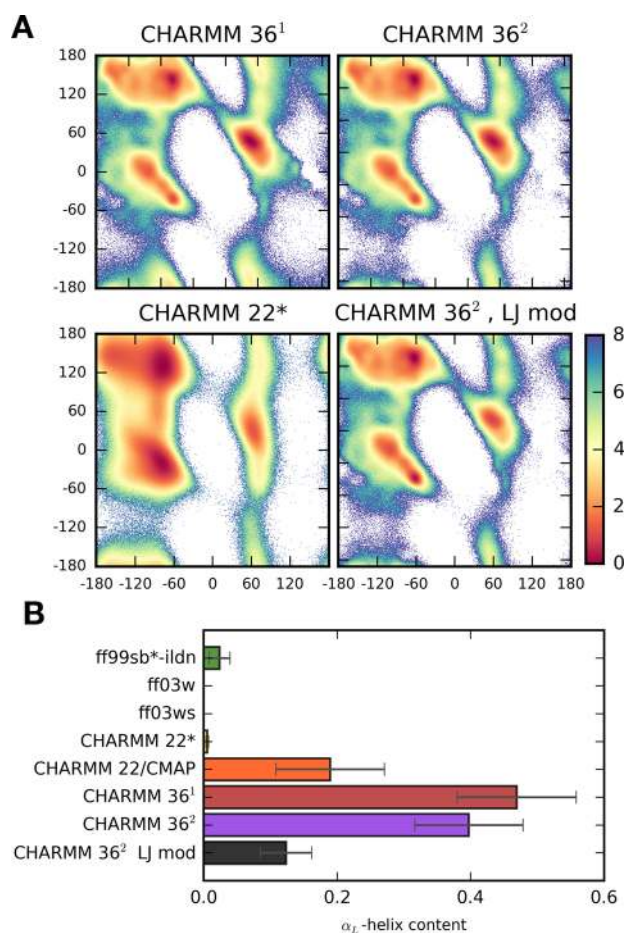 A
CHARMM 36¹ CHARMM 36²
180
120
60
0
-60
-120
-180
CHARMM 22* CHARMM 36² , LJ mod
180
120
60
0
-60
-120
-180
-180 -120 -60 0 60 120 -180 -120 -60 0 60 120 180
8
6
4
2
0
B
ff99sb*-ildn
ff03w
ff03ws
CHARMM 22*
CHARMM 22/CMAP
CHARMM 36¹
CHARMM 36²
CHARMM 36² LJ mod
0.0 0.2 0.4 0.6
αL-helix content